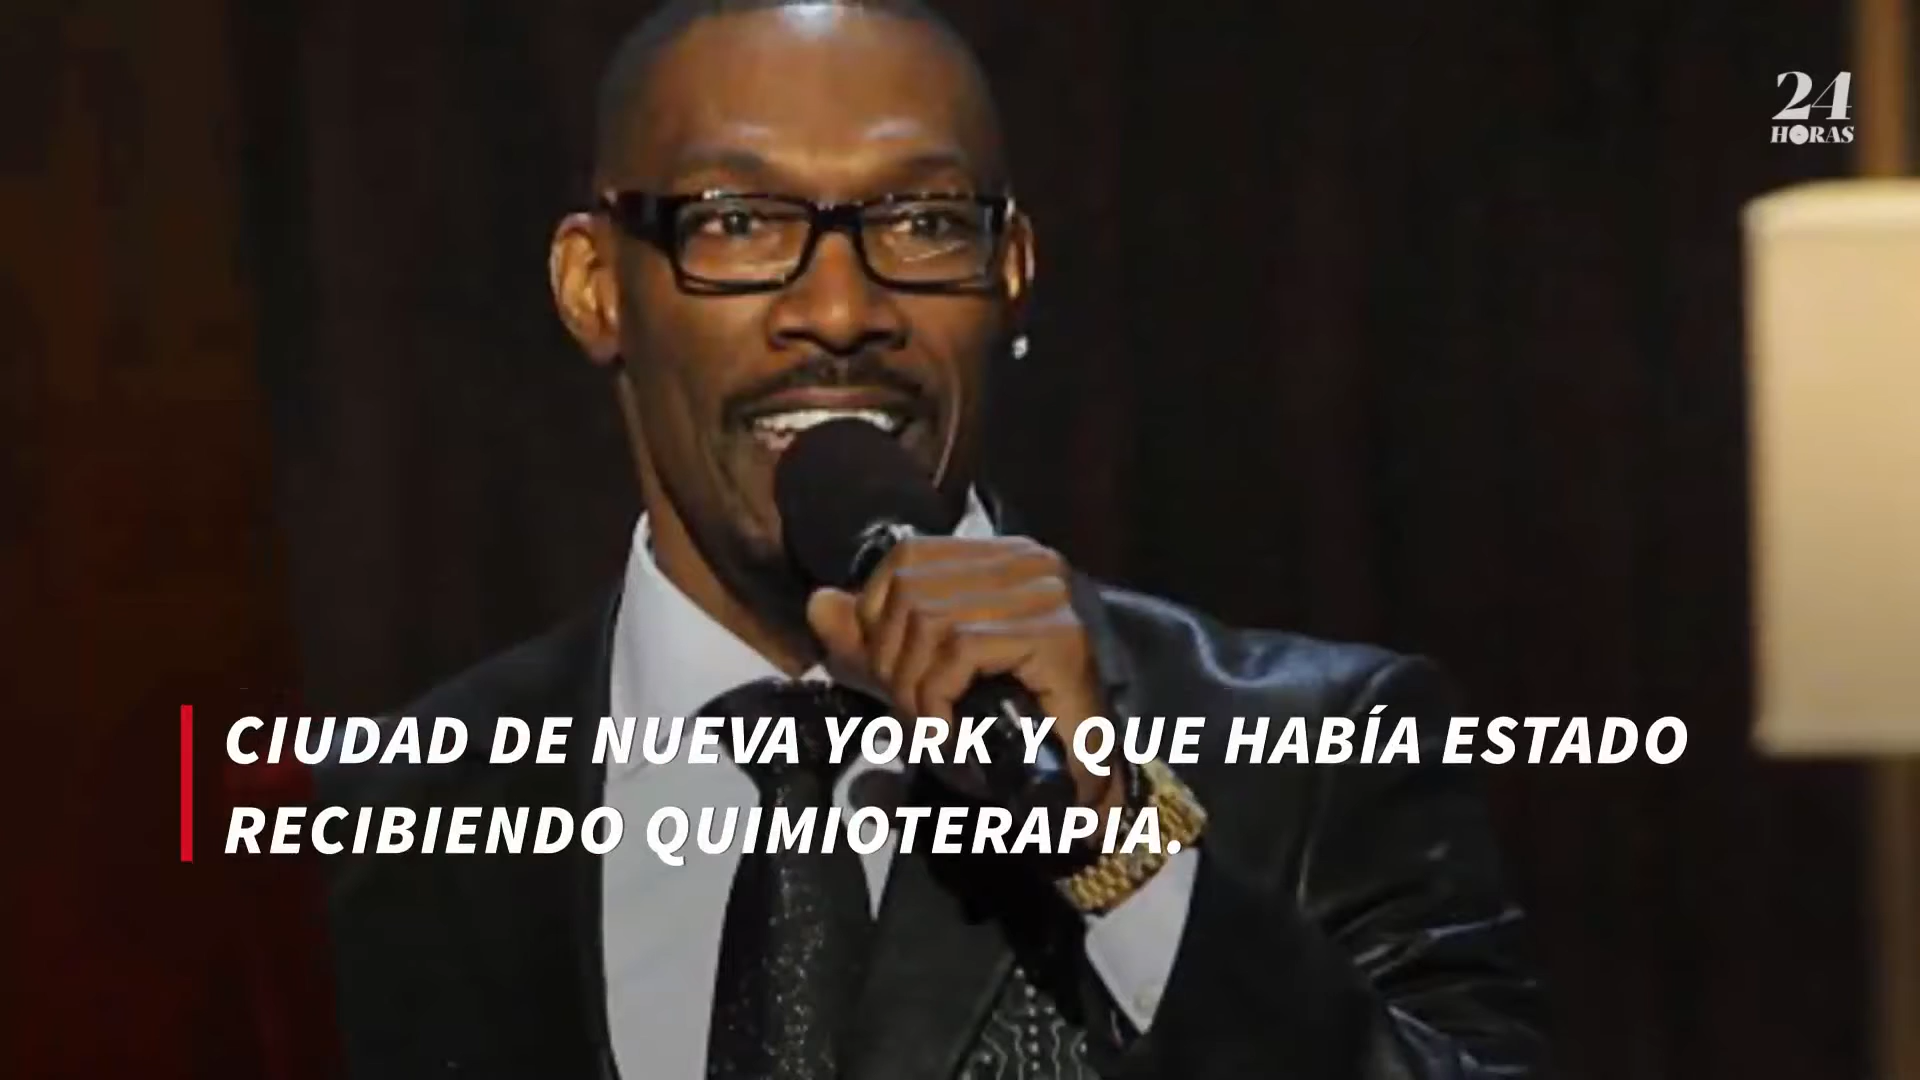 24
HORAS
CIUDAD DE NUEVA YORK Y QUE HABÍA ESTADO
RECIBIENDO QUIMIOTERAPIA.